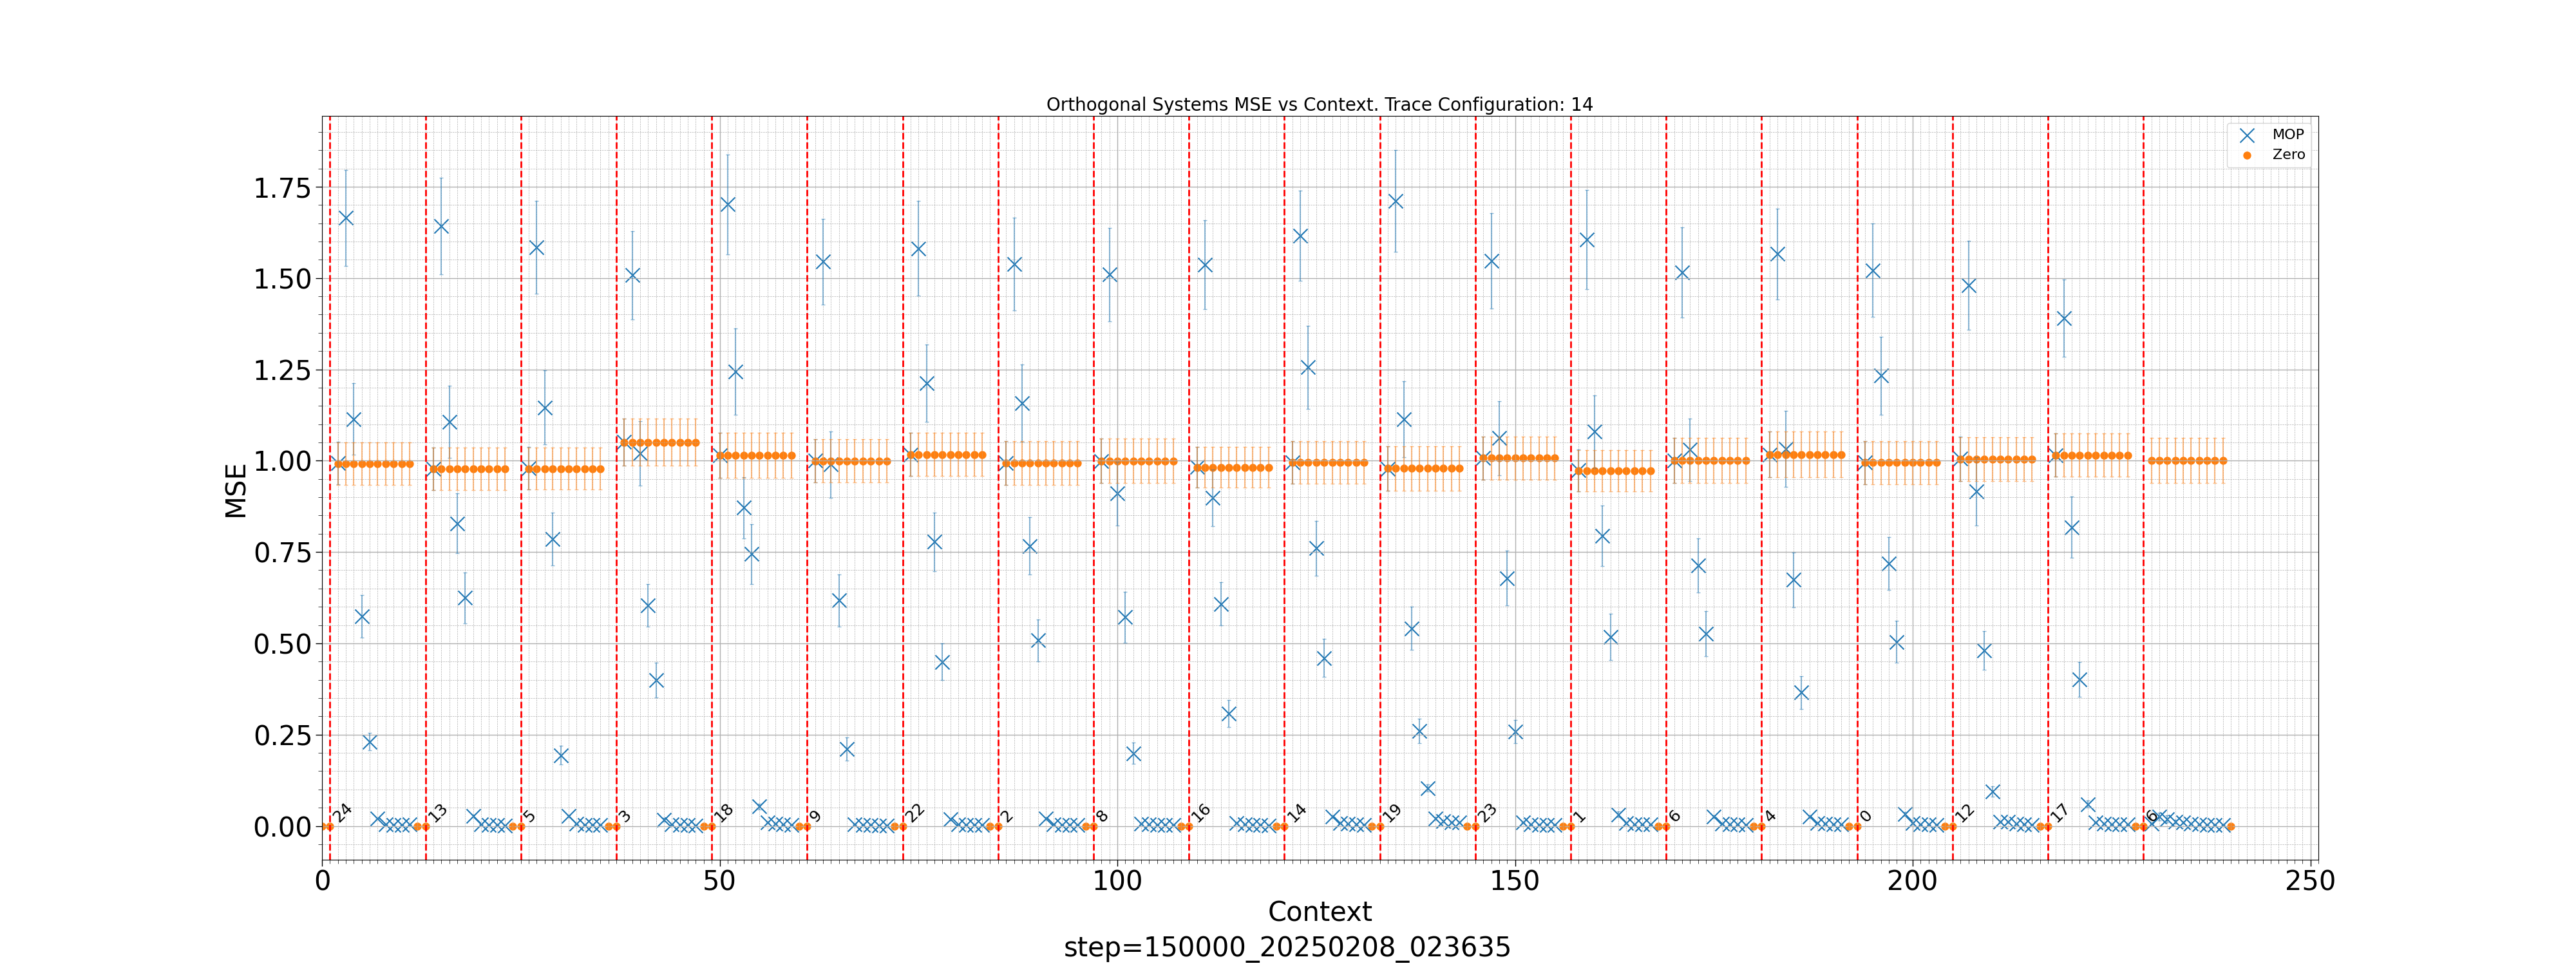 Orthogonal Systems MSE vs Context. Trace Configuration: 14
MOP
Zero
MSE
1.75
1.50
1.25
1.00
0.75
0.50
0.25
0.00
24 13 5 3 18 9 22 2 8 16 14 19 23 1 6 4 0 12 17 6
0 50 100 150 200 250
Context
step=150000_20250208_023635